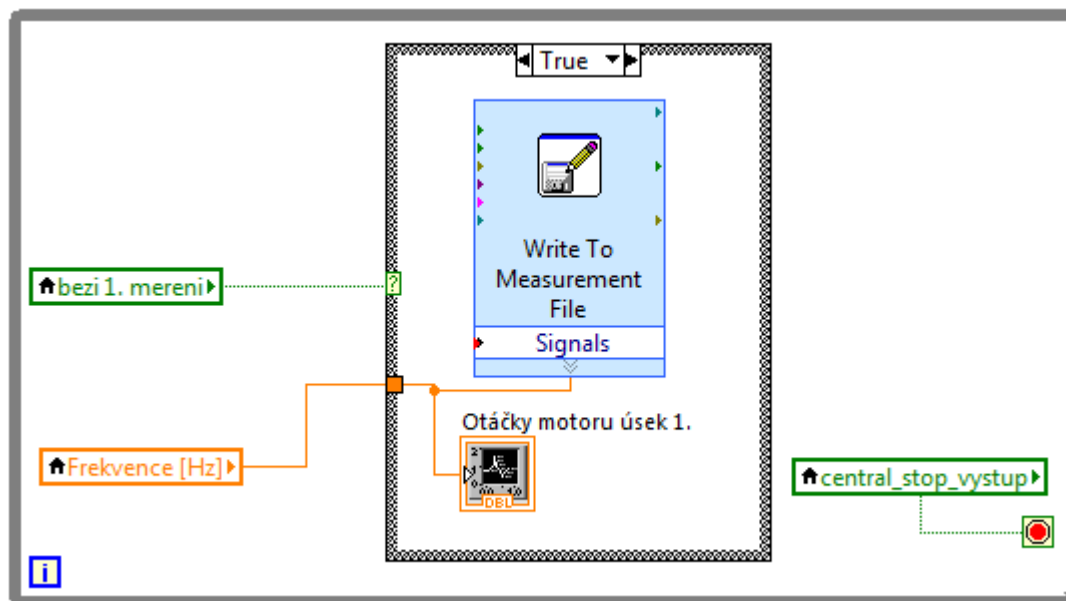 True
Write To
Measurement
File
bezi 1. mereni
?
Signals
Otáčky motoru úsek 1.
Frekvence [Hz]
DBL
central_stop_vystup
i